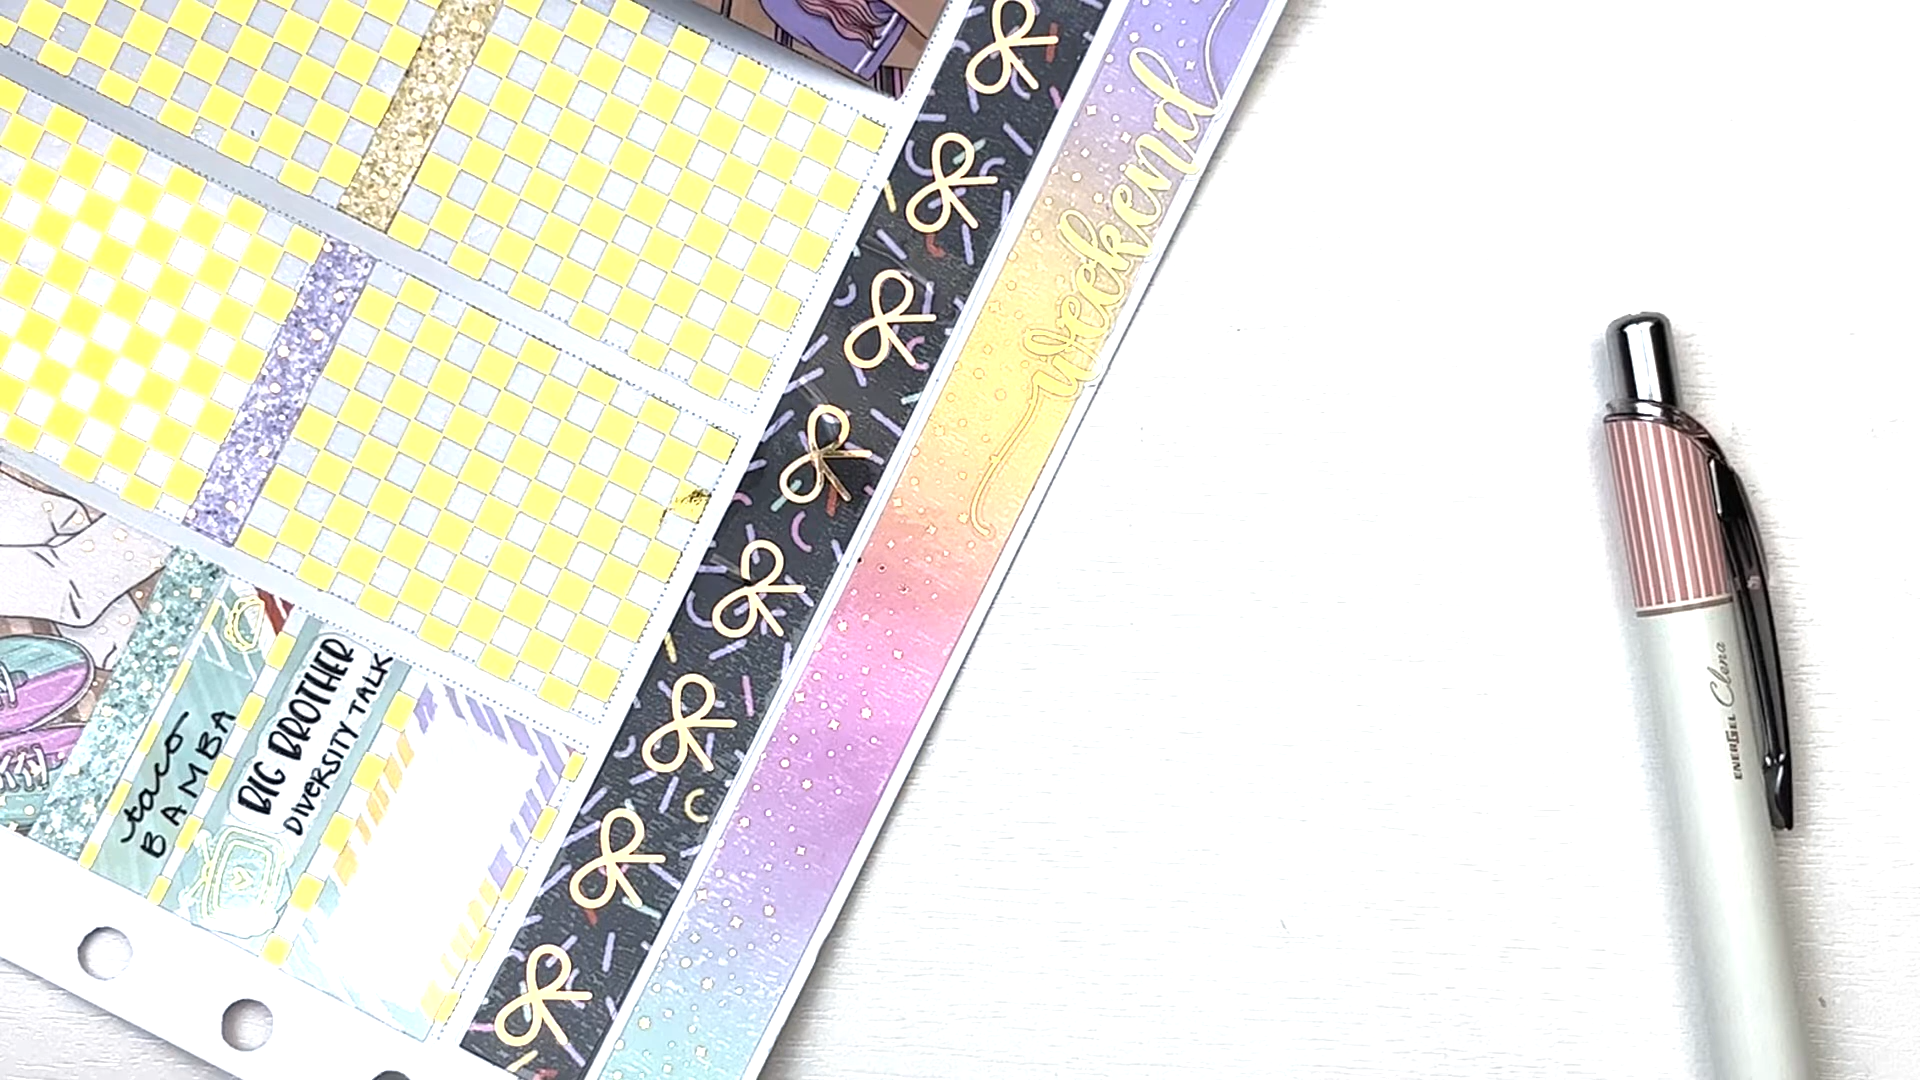 weekend
taco
BAMBA
BIG BROTHER
DIVERSITY TALK
ENERGEL Clena